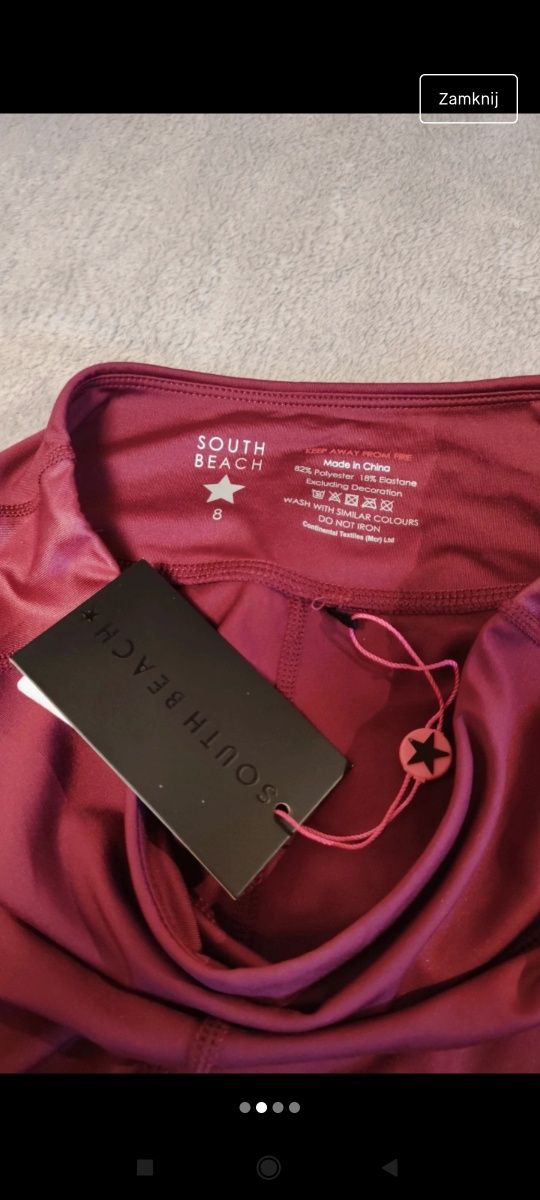 Zamknij
SOUTH
BEACH
8
KEEP AWAY FROM FIRE
Made in China
82% Polyester 18% Elastane
Excluding Decoration
WASH WITH SIMILAR COLOURS
DO NOT IRON
Continental Textiles (Mcr) Ltd
SOUTH BEACH